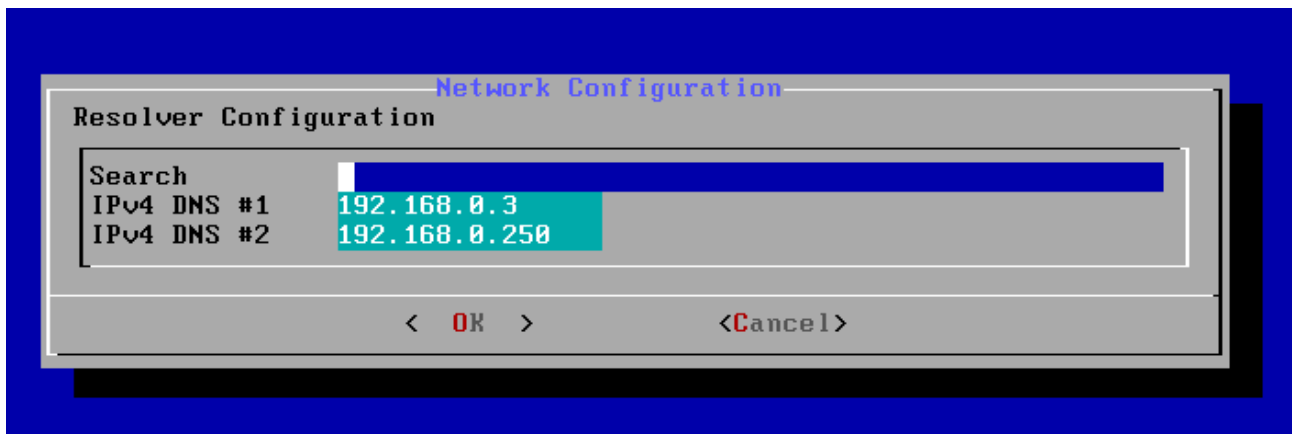 Network Configuration
Resolver Configuration
Search
IPv4 DNS #1 192.168.0.3
IPv4 DNS #2 192.168.0.250
< OK > <Cancel>